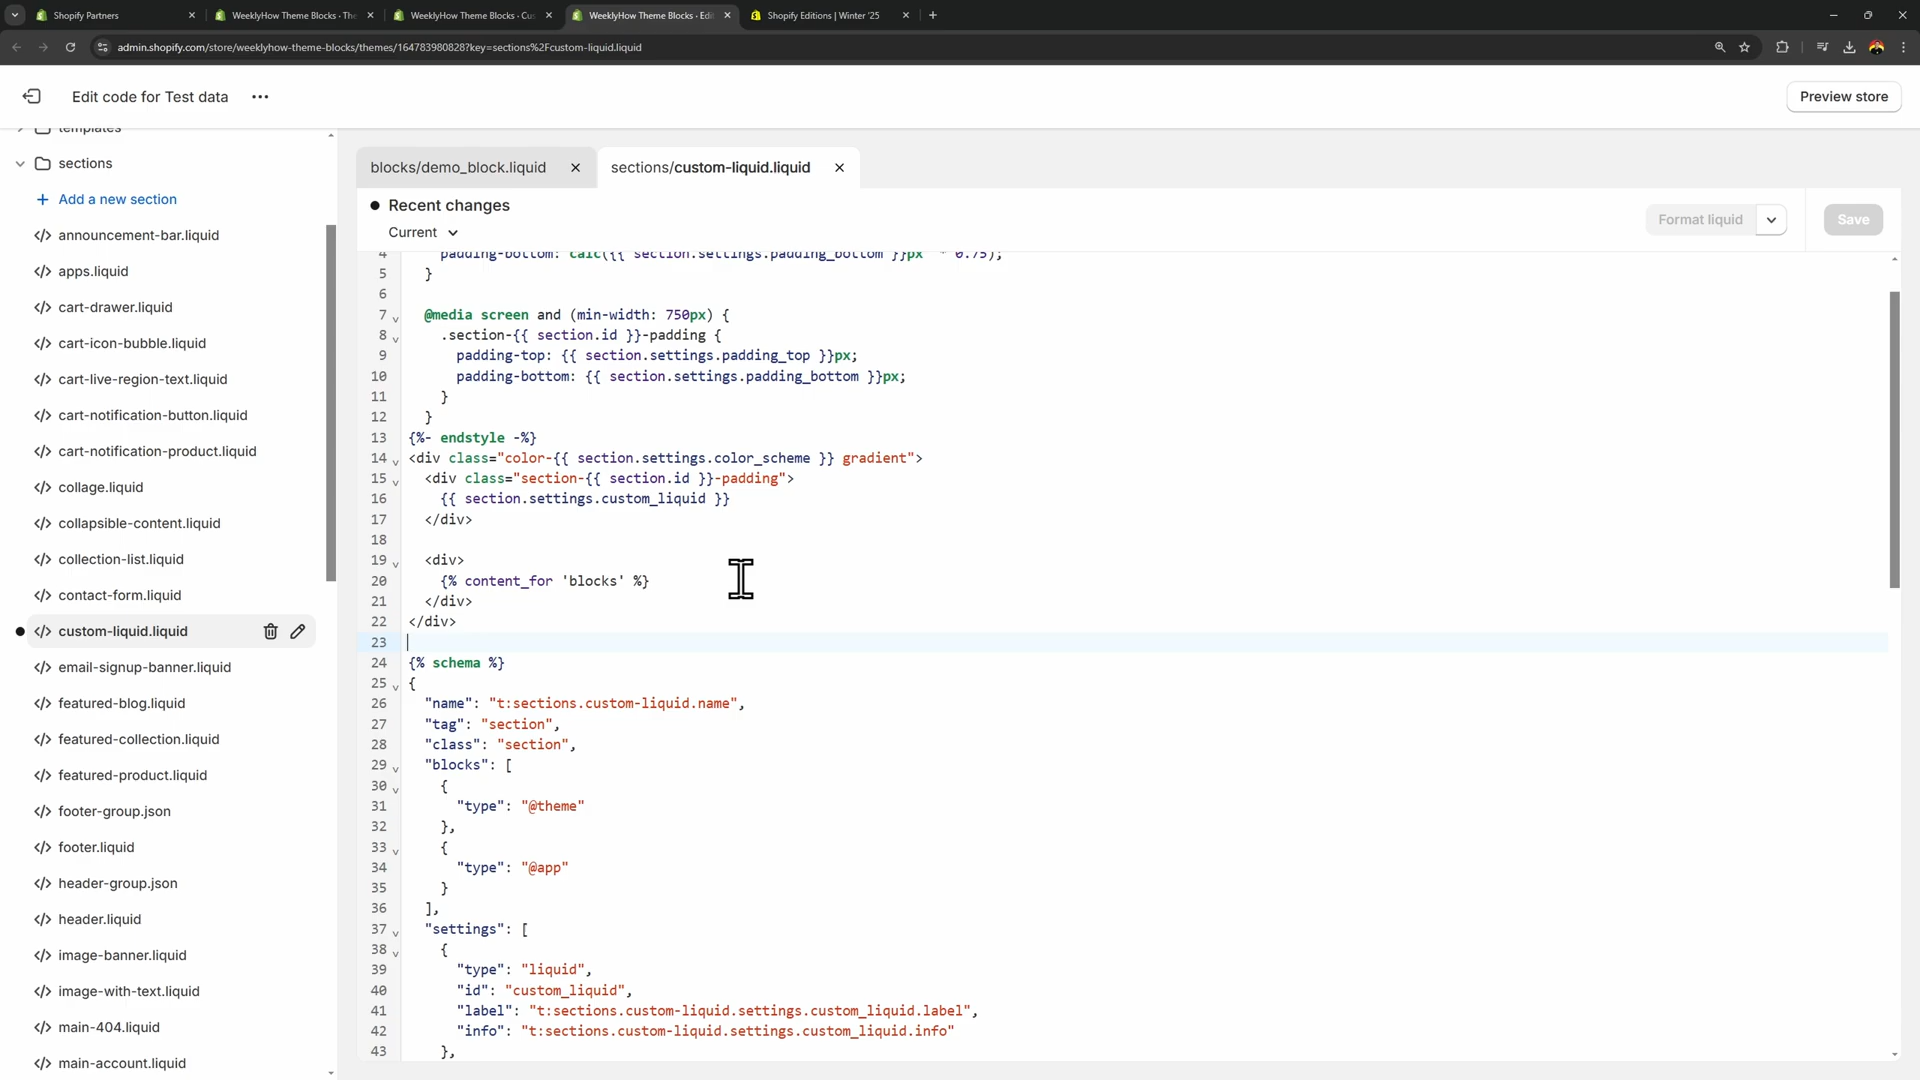 Shopify Partners
WeeklyHow Theme Blocks · The
WeeklyHow Theme Blocks · Cus
WeeklyHow Theme Blocks · Edi
Shopify Editions | Winter '25
admin.shopify.com/store/weeklyhow-theme-blocks/themes/164783980828?key=sections%2Fcustom-liquid.liquid
Edit code for Test data
Preview store
templates
sections
Add a new section
announcement-bar.liquid
apps.liquid
cart-drawer.liquid
cart-icon-bubble.liquid
cart-live-region-text.liquid
cart-notification-button.liquid
cart-notification-product.liquid
collage.liquid
collapsible-content.liquid
collection-list.liquid
contact-form.liquid
custom-liquid.liquid
email-signup-banner.liquid
featured-blog.liquid
featured-collection.liquid
featured-product.liquid
footer-group.json
footer.liquid
header-group.json
header.liquid
image-banner.liquid
image-with-text.liquid
main-404.liquid
main-account.liquid
blocks/demo_block.liquid
sections/custom-liquid.liquid
Recent changes
Current
Format liquid
Save
4 padding-bottom: calc({{ section.settings.padding_bottom }}px * 0.75);
5 }
6
7 @media screen and (min-width: 750px) {
8 .section-{{ section.id }}-padding {
9 padding-top: {{ section.settings.padding_top }}px;
10 padding-bottom: {{ section.settings.padding_bottom }}px;
11 }
12 }
13 {%- endstyle -%}
14 <div class="color-{{ section.settings.color_scheme }} gradient">
15 <div class="section-{{ section.id }}-padding">
16 {{ section.settings.custom_liquid }}
17 </div>
18
19 <div>
20 {% content_for 'blocks' %}
21 </div>
22 </div>
23
24 {% schema %}
25 {
26 "name": "t:sections.custom-liquid.name",
27 "tag": "section",
28 "class": "section",
29 "blocks": [
30 {
31 "type": "@theme"
32 },
33 {
34 "type": "@app"
35 }
36 ],
37 "settings": [
38 {
39 "type": "liquid",
40 "id": "custom_liquid",
41 "label": "t:sections.custom-liquid.settings.custom_liquid.label",
42 "info": "t:sections.custom-liquid.settings.custom_liquid.info"
43 },